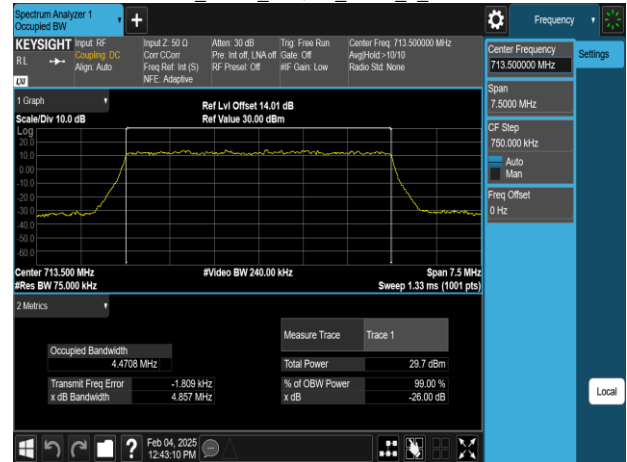 Spectrum Analyzer 1
Occupied BW
+
Frequency
KEYSIGHT
RL
LXI
Input: RF
Coupling: DC
Align: Auto
Input Z: 50 Ω
Corr CCorr
Freq Ref: Int (S)
NFE: Adaptive
Atten: 30 dB
Pre: Int off, LNA off
RF Preset: Off
Trig: Free Run
Gate: Off
#IF Gain: Low
Center Freq: 713.500000 MHz
Avg|Hold:>10/10
Radio Std: None
Center Frequency
713.500000 MHz
Settings
Span
7.5000 MHz
CF Step
750.000 kHz
Auto
Man
Freq Offset
0 Hz
1 Graph
Scale/Div 10.0 dB
Ref Lvl Offset 14.01 dB
Ref Value 30.00 dBm
Log
20.0
10.0
0.00
-10.0
-20.0
-30.0
-40.0
-50.0
-60.0
Center 713.500 MHz
#Video BW 240.00 kHz
Span 7.5 MHz
#Res BW 75.000 kHz
Sweep 1.33 ms (1001 pts)
2 Metrics
Measure Trace
Trace 1
Occupied Bandwidth
4.4708 MHz
Total Power
29.7 dBm
Transmit Freq Error
-1.809 kHz
% of OBW Power
99.00 %
x dB Bandwidth
4.857 MHz
x dB
-26.00 dB
Local
?
Feb 04, 2025
12:43:10 PM